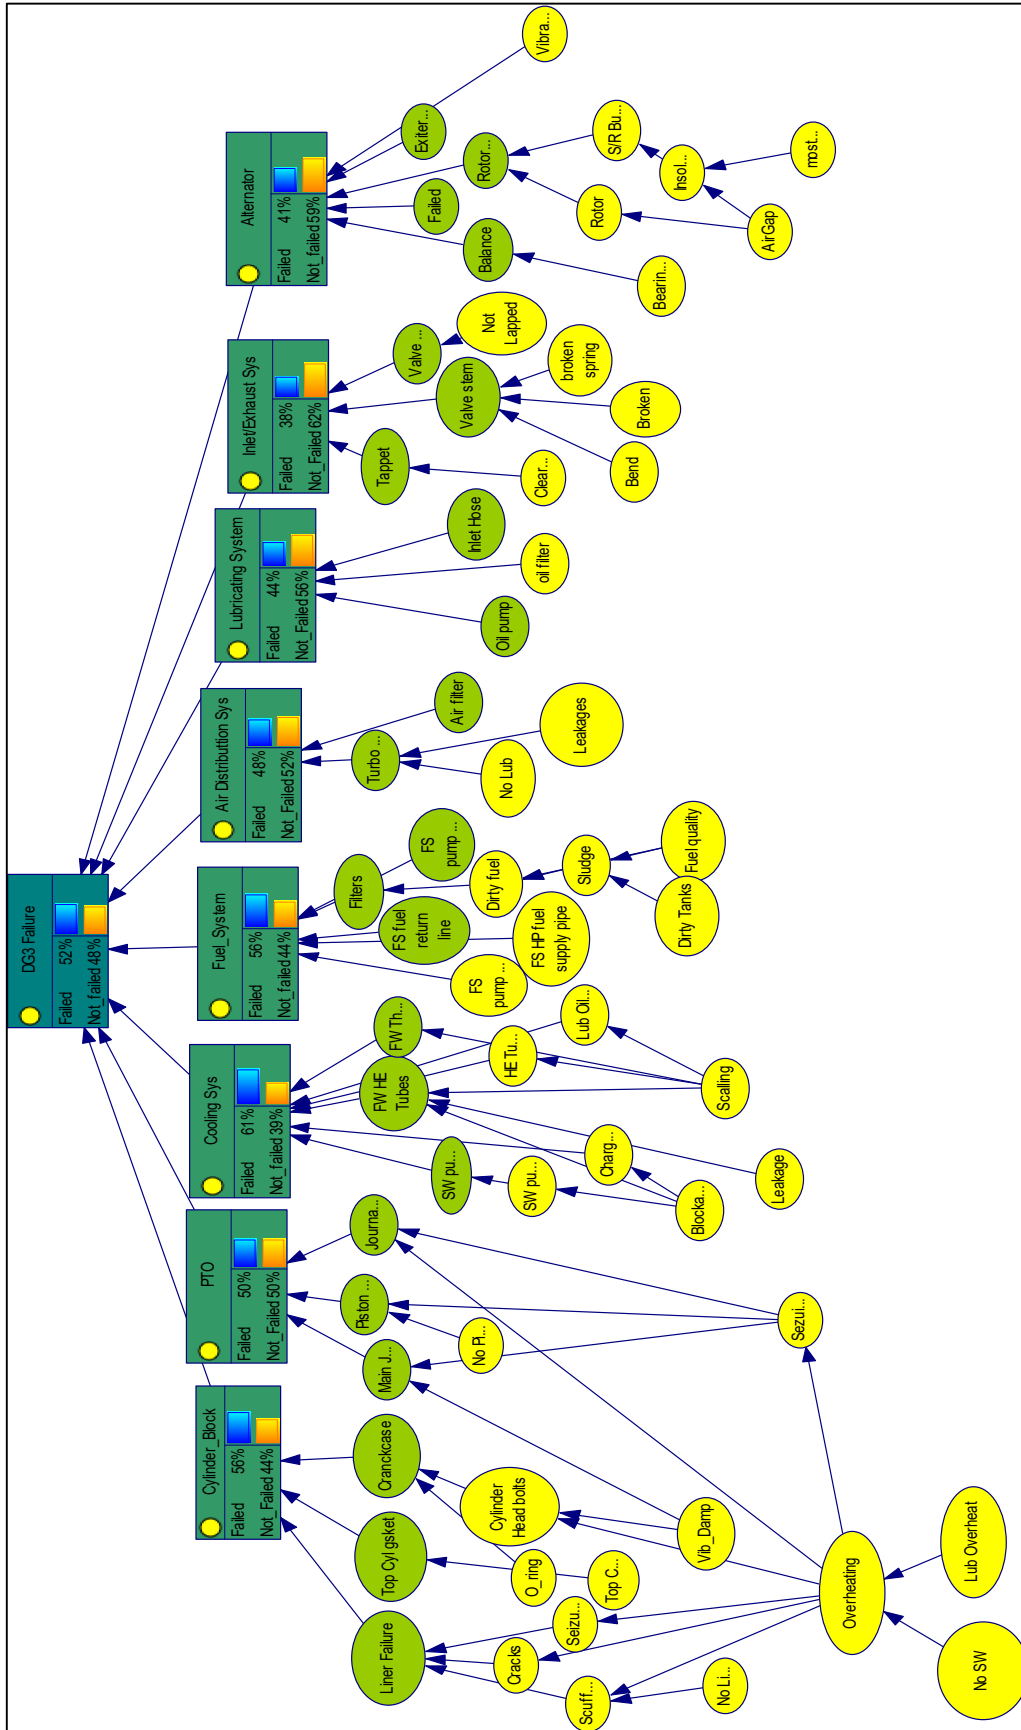 DG3 Failure
Failed 52%
Not_failed 48%
Cylinder_Block
Failed 56%
Not_Failed 44%
PTO
Failed 50%
Not_Failed 50%
Cooling Sys
Failed 61%
Not_failed 39%
Fuel_System
Failed 56%
Not_failed 44%
Air Distributtion Sys
Failed 48%
Not_Failed 52%
Lubricating System
Failed 44%
Not_Failed 56%
Inlet/Exhaust Sys
Failed 38%
Not_Failed 62%
Alternator
Failed 41%
Not_failed 59%
Liner Failure
Top Cyl gsket
Cranckcase
Main J...
Piston ...
Journa...
SW pu...
FW HE
Tubes
FW Th...
FS fuel
return
line
Filters
FS
pump ...
Turbo ...
Air filter
Oil pump
Inlet Hose
Tappet
Valve stem
Valve ...
Balance
Failed
Rotor...
Exiter...
Scuff...
Cracks
Seizu...
O_ring
Top C...
Cylinder
Head bolts
No Pi...
SW pu...
Charg...
HE Tu...
Lub Oil...
FS
pump ...
FS HP fuel
supply pipe
Dirty fuel
Sludge
No Lub
Leakages
oil filter
Clear...
Bend
Broken
broken
spring
Not
Lapped
Bearin...
Rotor
S/R Bu...
Insol...
Vibra...
No Li...
Vib_Damp
Sezui...
Blocka...
Leakage
Scalling
Dirty Tanks
Fuel quality
AirGap
most...
Overheating
No SW
Lub Overheat